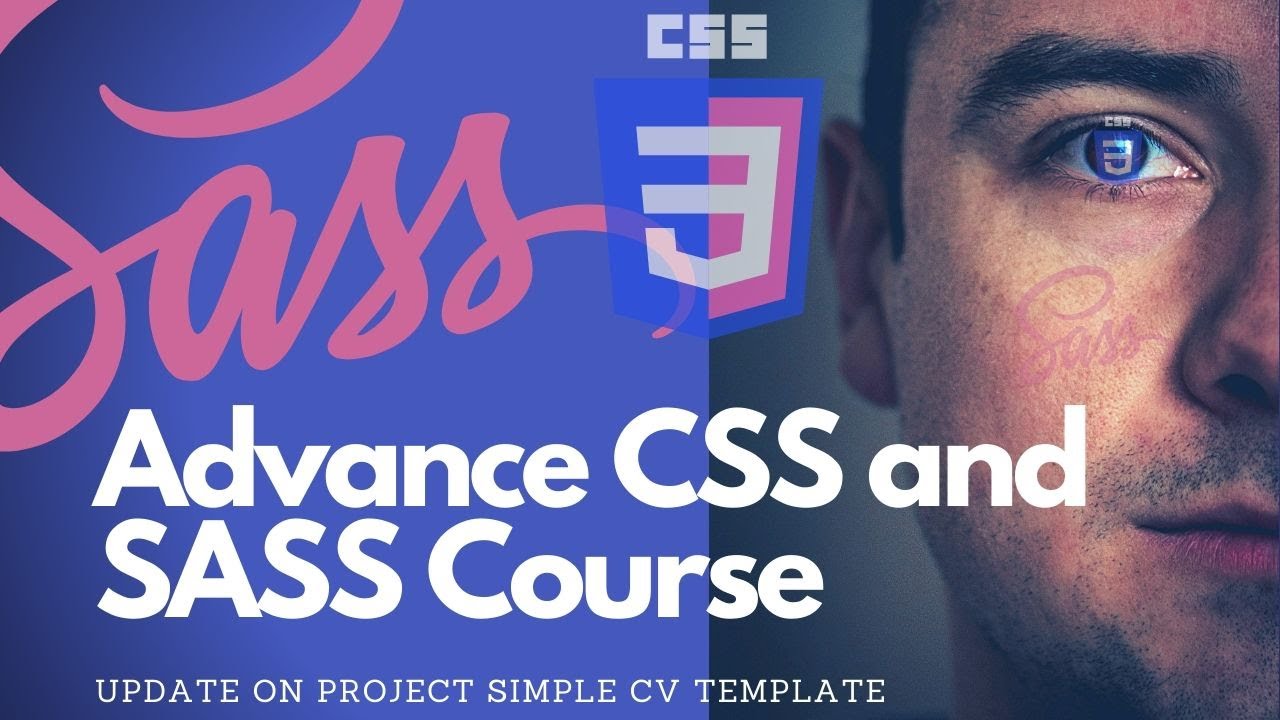 CSS
3
Sass
CSS
3
Sass
Advance CSS and
SASS Course
UPDATE ON PROJECT SIMPLE CV TEMPLATE